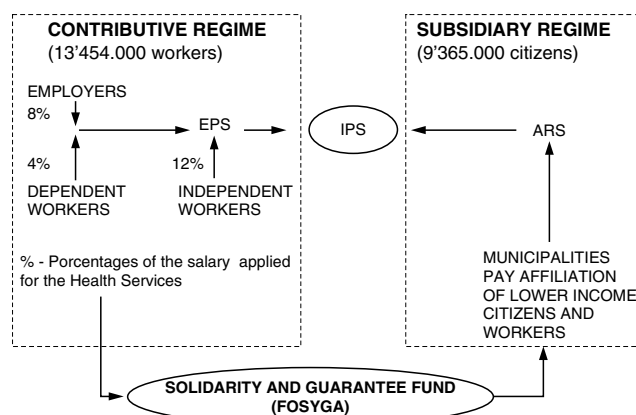 CONTRIBUTIVE REGIME
(13'454.000 workers)
EMPLOYERS
8%
EPS
4%
12%
DEPENDENT
WORKERS
INDEPENDENT
WORKERS
% - Porcentages of the salary applied
for the Health Services
IPS
SUBSIDIARY REGIME
(9'365.000 citizens)
ARS
MUNICIPALITIES
PAY AFFILIATION
OF LOWER INCOME
CITIZENS AND
WORKERS
SOLIDARITY AND GUARANTEE FUND
(FOSYGA)